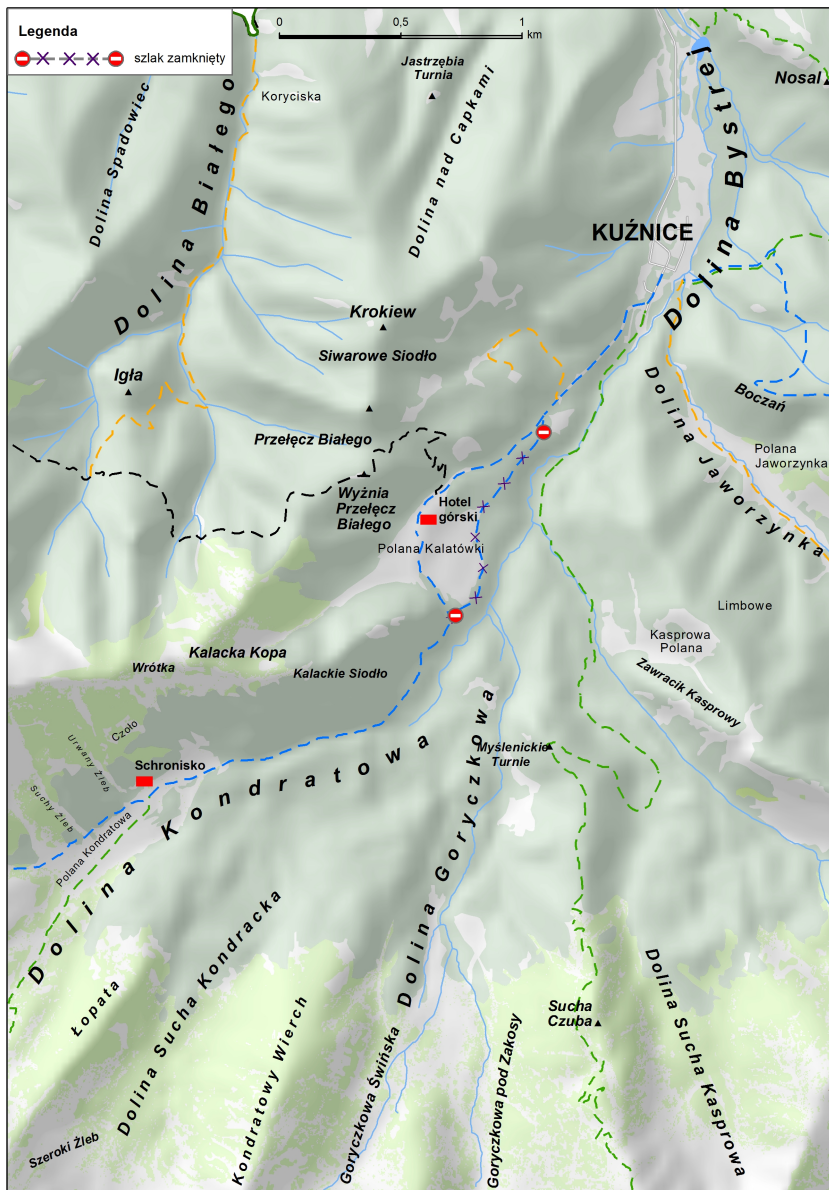 Legenda
szlak zamknięty
0
0,5
1
km
Jastrzębia
Turnia
Nosal
Koryciska
Dolina Spadowiec
Dolina Białego
Dolina nad Capkami
Dolina Bystrej
KUŹNICE
Krokiew
Siwarowe Siodło
Igła
Boczań
Dolina Jaworzynka
Przełęcz Białego
Polana
Jaworzynka
Wyżnia
Przełęcz
Białego
Hotel
górski
Polana Kalatówki
Limbowe
Kasprowa
Polana
Kalacka Kopa
Wrótka
Kalackie Siodło
Zawracik Kasprowy
Czoło
Urwany Żleb
Schronisko
Suchy Żleb
Myślenickie
Turnie
Dolina Kondratowa
Polana Kondratowa
Dolina Goryczkowa
Łopata
Dolina Sucha Kondracka
Sucha
Czuba
Dolina Sucha Kasprowa
Kondratowy Wierch
Goryczkowa Świńska
Goryczkowa pod Zakosy
Szeroki Żleb